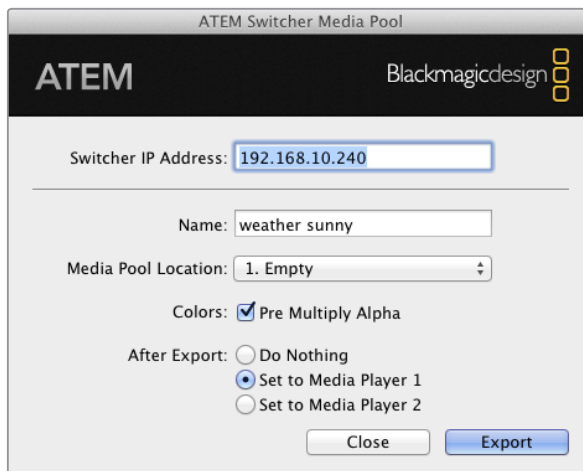 ATEM Switcher Media Pool
ATEM
Blackmagicdesign
Switcher IP Address: 192.168.10.240
Name: weather sunny
Media Pool Location: 1. Empty
Colors: Pre Multiply Alpha
After Export: Do Nothing
Set to Media Player 1
Set to Media Player 2
Close Export